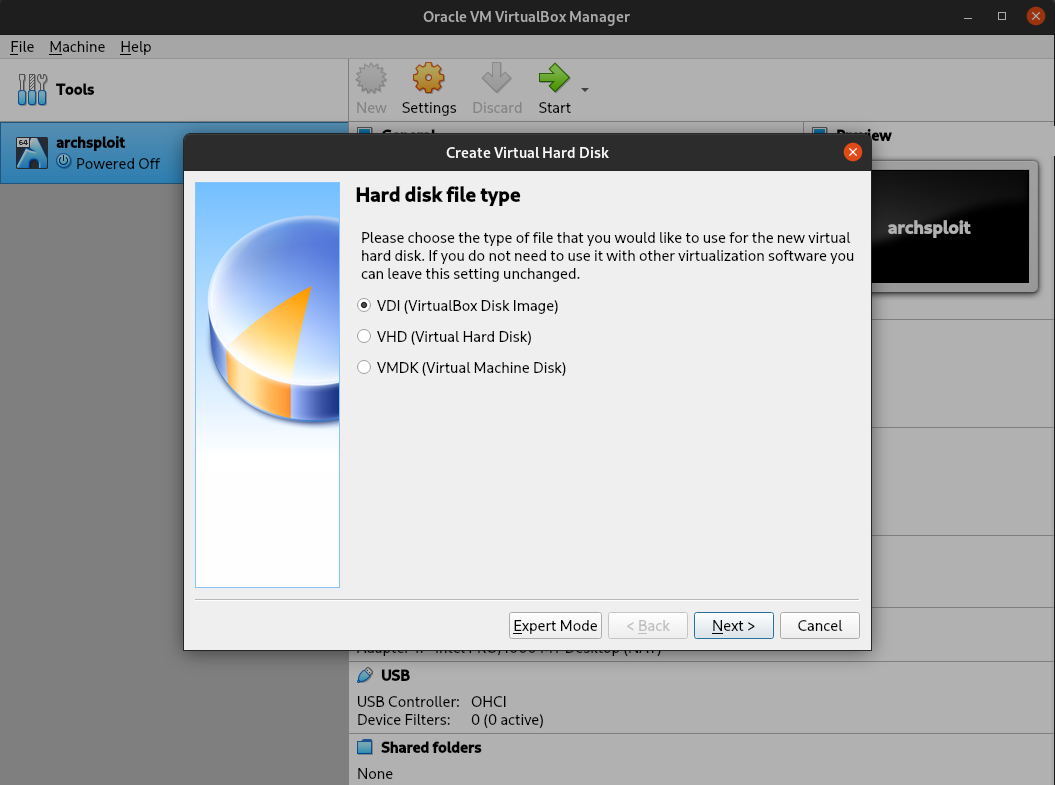 Oracle VM VirtualBox Manager
File Machine Help
Tools
New Settings Discard Start
64 archsploit
Powered Off
General
Preview
archsploit
Create Virtual Hard Disk
Hard disk file type
Please choose the type of file that you would like to use for the new virtual
hard disk. If you do not need to use it with other virtualization software you
can leave this setting unchanged.
VDI (VirtualBox Disk Image)
VHD (Virtual Hard Disk)
VMDK (Virtual Machine Disk)
Expert Mode < Back Next > Cancel
Adapter 1: Intel PRO/1000 MT Desktop (NAT)
USB
USB Controller: OHCI
Device Filters: 0 (0 active)
Shared folders
None